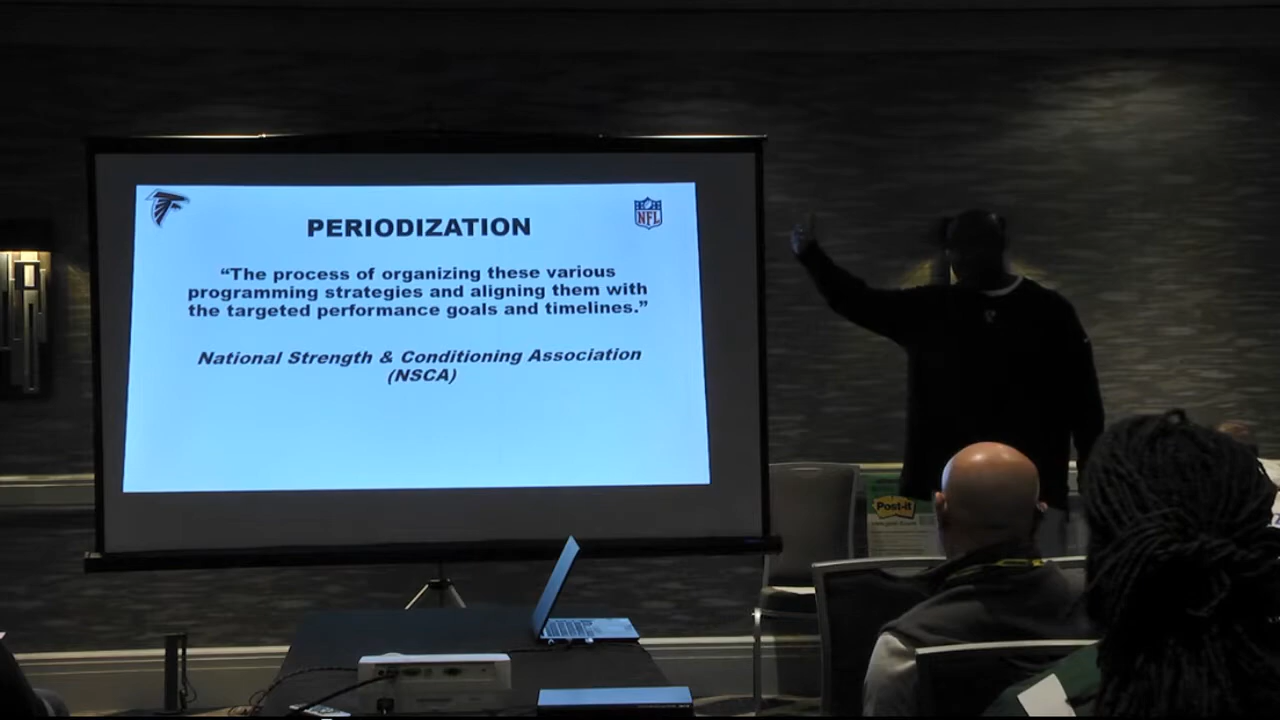 PERIODIZATION
NFL
“The process of organizing these various
programming strategies and aligning them with
the targeted performance goals and timelines.”
National Strength & Conditioning Association
(NSCA)
Post-it